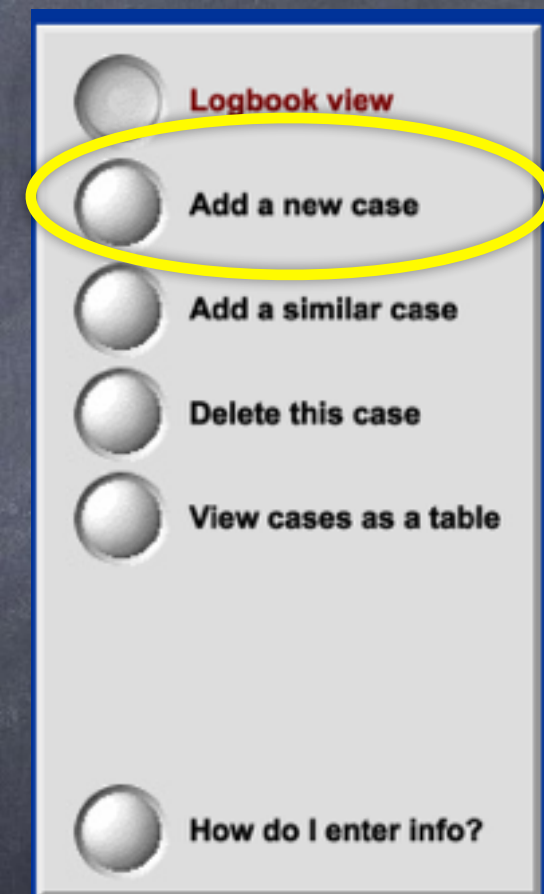 Logbook view
Add a new case
Add a similar case
Delete this case
View cases as a table
How do I enter info?